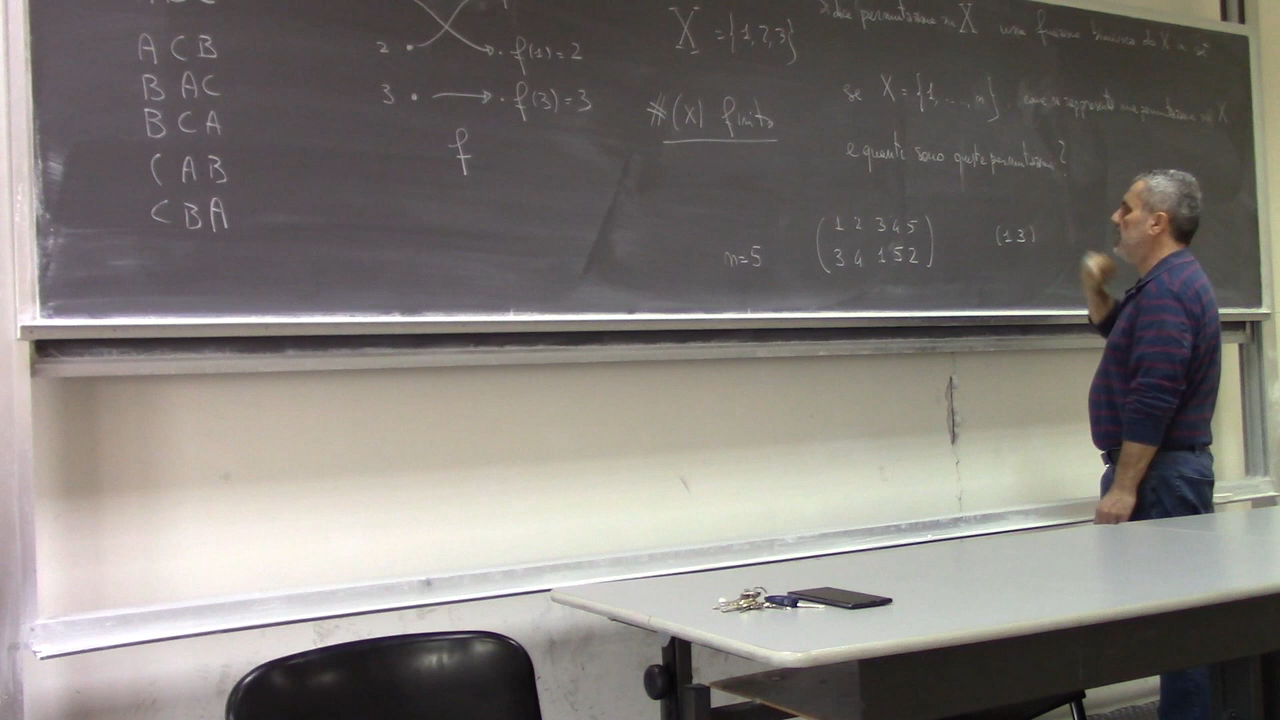 A B C
A C B
B A C
B C A
C A B
C B A
2 f(1)=2
3 f(3)=3
f
X = {1,2,3}
#(X) finito
si dice permutazione su X una funzione biunivoca da X a sé
se X = {1, ..., n} come si rappresenta una permutazione su X
e quante sono queste permutazioni?
n=5
1 2 3 4 5
3 4 1 5 2
(1 3)